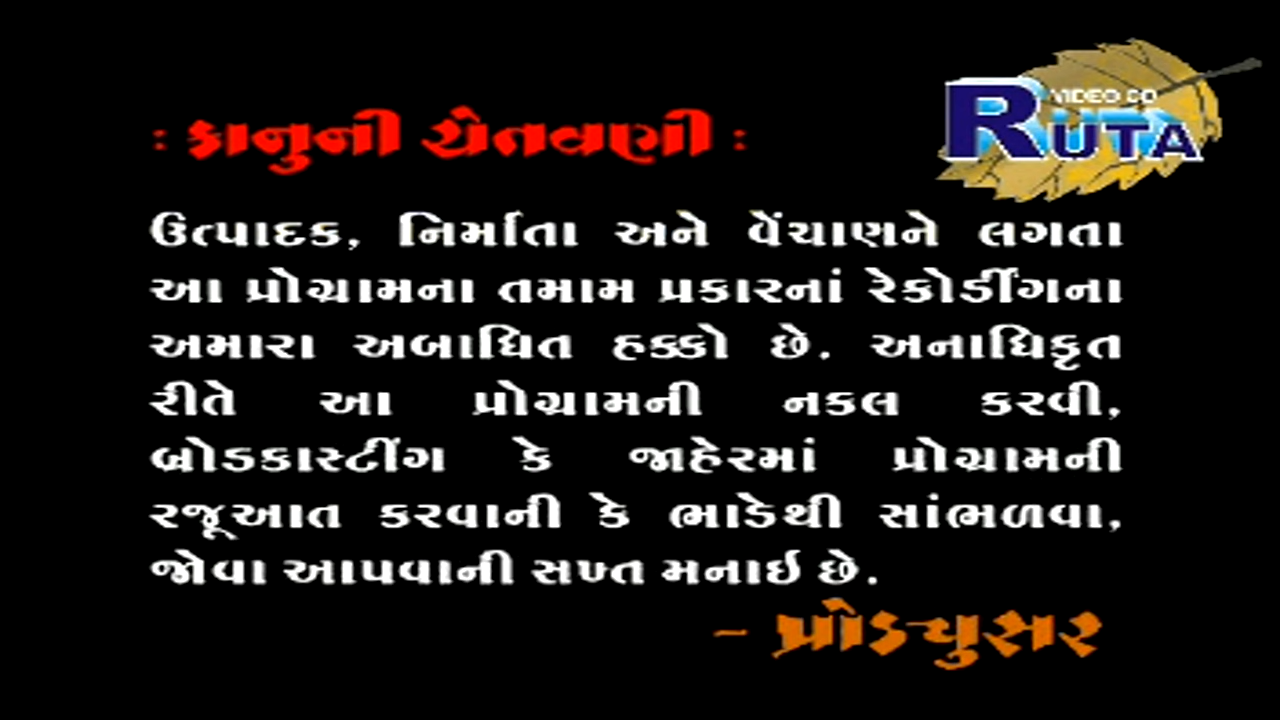 : કાનુની ચેતવણી :
VIDEO CD
RUTA
ઉત્પાદક, નિર્માતા અને વેંચાણને લગતા
આ પ્રોગ્રામના તમામ પ્રકારનાં રેકોર્ડીંગના
અમારા અબાધિત હક્કો છે. અનાધિકૃત
રીતે આ પ્રોગ્રામની નકલ કરવી,
બ્રોડકાસ્ટીંગ કે જાહેરમાં પ્રોગ્રામની
રજૂઆત કરવાની કે ભાડેથી સાંભળવા,
જોવા આપવાની સખ્ત મનાઇ છે.
- પ્રોડ્યુસર